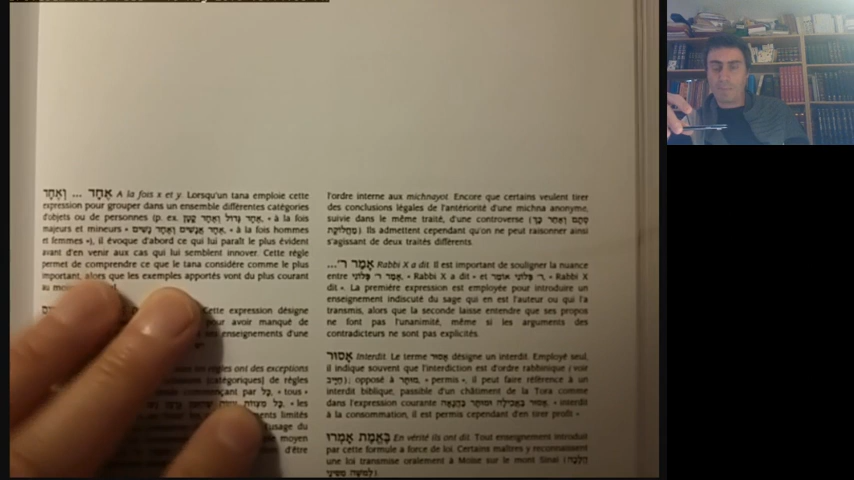 אֶחָד ... וְאֶחָד A la fois x et y. Lorsqu'un tana emploie cette
expression pour grouper dans un ensemble différentes catégories
d'objets ou de personnes (p. ex. אֶחָד גָּדוֹל וְאֶחָד קָטָן, « à la fois
majeurs et mineurs » אֶחָד אֲנָשִׁים וְאֶחָד נָשִׁים, « à la fois hommes
et femmes »), il évoque d'abord ce qui lui paraît le plus évident
avant d'en venir aux cas qui lui semblent innover. Cette règle
permet de comprendre ce que le tana considère comme le plus
important, alors que les exemples apportés vont du plus courant
au
Cette expression désigne
pour avoir manqué de
enseignements d'une
les règles ont des exceptions
(catégoriques) de règles
commençant par כָּל, « tous »
« les
limités
usage du
moyen
d'être
l'ordre interne aux michnayot. Encore que certains veulent tirer
des conclusions légales de l'antériorité d'une michna anonyme,
suivie dans le même traité, d'une controverse (סְתָם וְאַחַר כָּךְ
מַחֲלוֹקֶת). Ils admettent cependant qu'on ne peut raisonner ainsi
s'agissant de deux traités différents.
אָמַר ר'... Rabbi X a dit. Il est important de souligner la nuance
entre אָמַר ר' פְּלוֹנִי, « Rabbi X a dit » et ר' פְּלוֹנִי אוֹמֵר, « Rabbi X
dit ». La première expression est employée pour introduire un
enseignement indiscuté du sage qui en est l'auteur ou qui l'a
transmis, alors que la seconde laisse entendre que ses propos
ne font pas l'unanimité, même si les arguments des
contradicteurs ne sont pas explicités.
אָסוּר Interdit. Le terme אָסוּר désigne un interdit. Employé seul,
il indique souvent que l'interdiction est d'ordre rabbinique (voir
חַיָּיב); opposé à מוּתָּר, « permis », il peut faire référence à un
interdit biblique, passible d'un châtiment de la Tora comme
dans l'expression courante אָסוּר בַּאֲכִילָה וּמוּתָּר בַּהֲנָאָה, « interdit
à la consommation, il est permis cependant d'en tirer profit ».
בֶּאֱמֶת אָמְרוּ En vérité ils ont dit. Tout enseignement introduit
par cette formule a force de loi. Certains maîtres y reconnaissent
une loi transmise oralement à Moïse sur le mont Sinaï (הֲלָכָה
לְמֹשֶׁה מִסִּינַי)